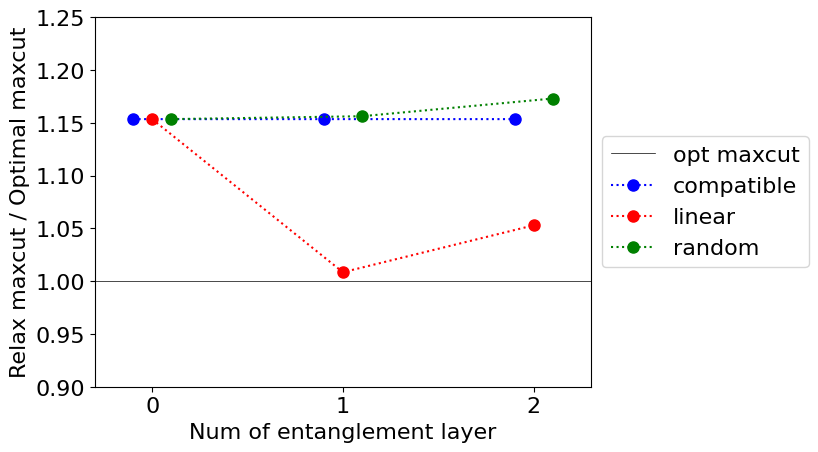 Relax maxcut / Optimal maxcut
1.25
1.20
1.15
1.10
1.05
1.00
0.95
0.90
0
1
2
Num of entanglement layer
opt maxcut
compatible
linear
random